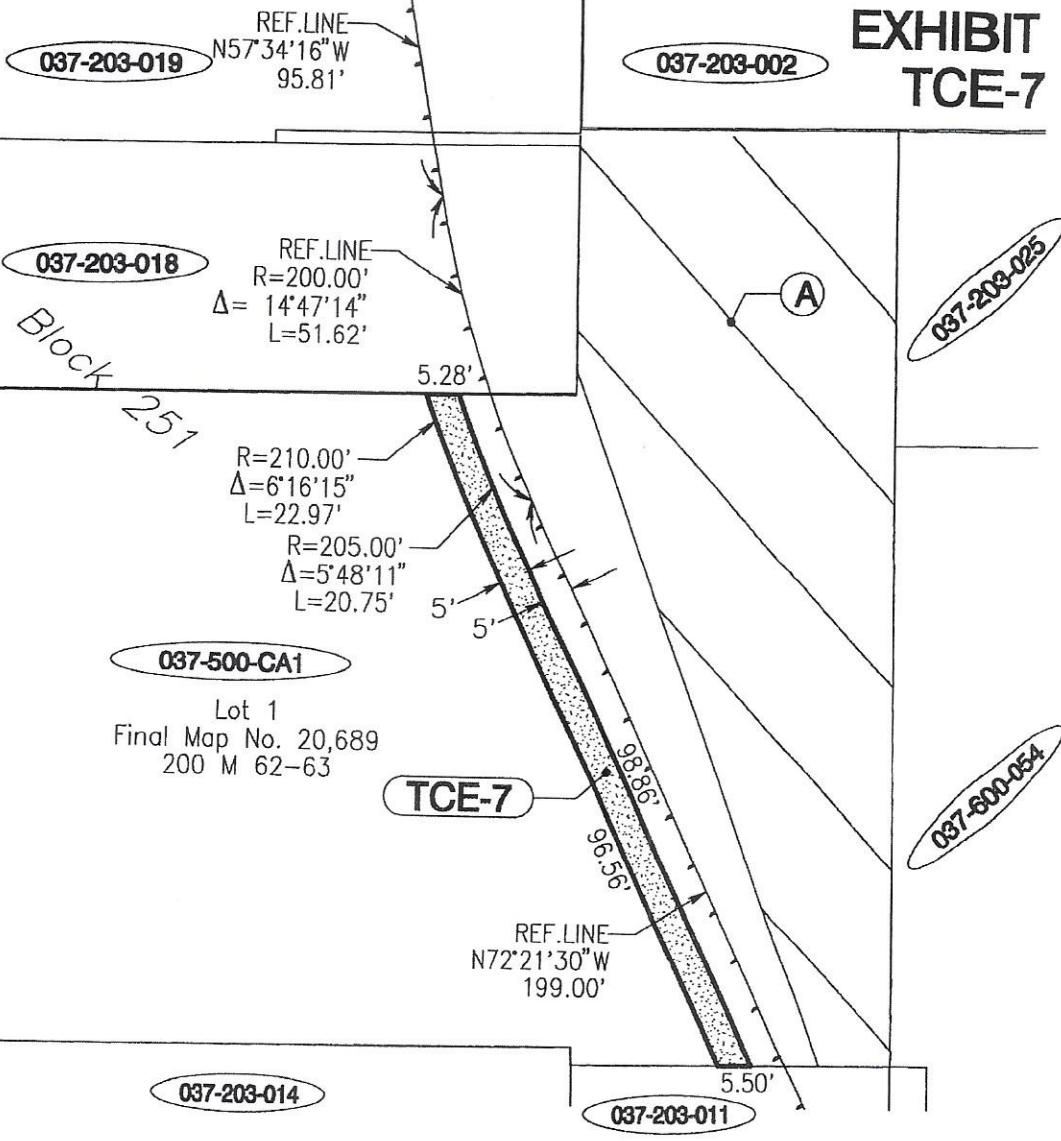 EXHIBIT
TCE-7
REF.LINE
N57°34'16"W
95.81'
037-203-019
037-203-002
037-203-018
REF.LINE
R=200.00'
Δ= 14°47'14"
L=51.62'
A
037-203-025
Block 251
5.28'
R=210.00'
Δ=6°16'15"
L=22.97'
R=205.00'
Δ=5°48'11"
L=20.75'
5'
5'
037-500-CA1
Lot 1
Final Map No. 20,689
200 M 62-63
TCE-7
98.86'
96.56'
037-600-054
REF.LINE
N72°21'30"W
199.00'
5.50'
037-203-014
037-203-011